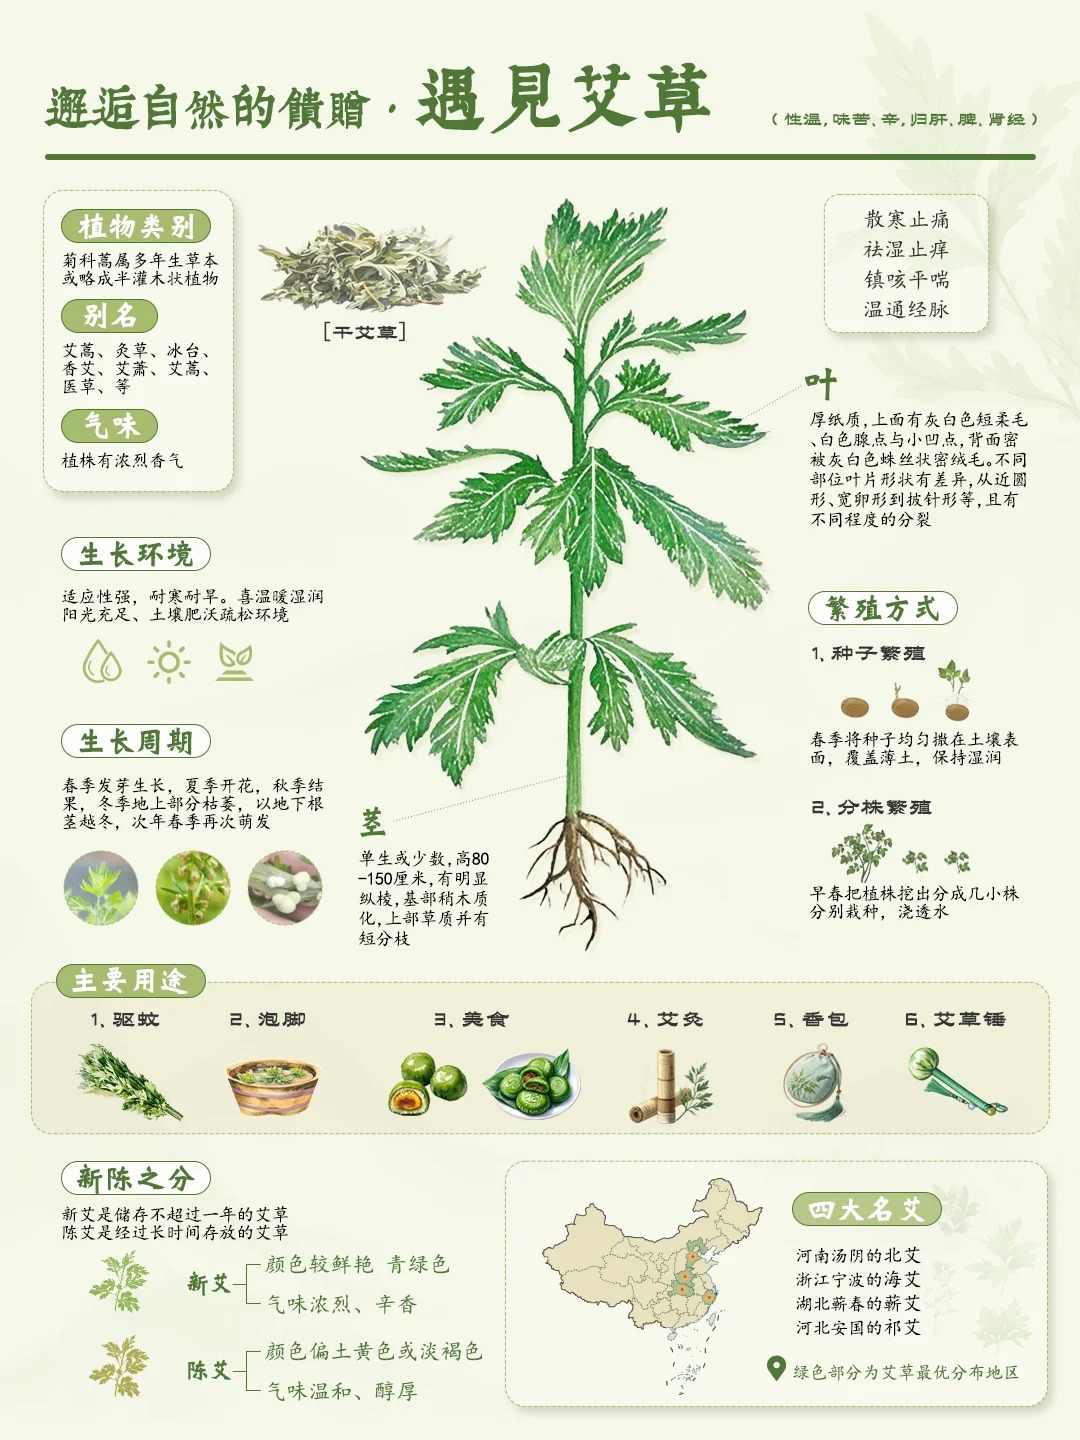 邂逅自然的饋贈·遇見艾草
（性温,味苦、辛,归肝、脾、肾经）
植物类别
菊科蒿属多年生草本
或略成半灌木状植物
别名
艾蒿、灸草、冰台、
香艾、艾萧、艾蒿、
医草、等
气味
植株有浓烈香气
[干艾草]
散寒止痛
祛湿止痒
镇咳平喘
温通经脉
叶
厚纸质,上面有灰白色短柔毛
、白色腺点与小凹点,背面密
被灰白色蛛丝状密绒毛。不同
部位叶片形状有差异,从近圆
形、宽卵形到披针形等,且有
不同程度的分裂
生长环境
适应性强，耐寒耐旱。喜温暖湿润
阳光充足、土壤肥沃疏松环境
生长周期
春季发芽生长，夏季开花，秋季结
果，冬季地上部分枯萎，以地下根
茎越冬，次年春季再次萌发
茎
单生或少数,高80
-150厘米,有明显
纵棱,基部稍木质
化,上部草质并有
短分枝
繁殖方式
1、种子繁殖
春季将种子均匀撒在土壤表
面，覆盖薄土，保持湿润
2、分株繁殖
早春把植株挖出分成几小株
分别栽种，浇透水
主要用途
1、驱蚊
2、泡脚
3、美食
4、艾灸
5、香包
6、艾草锤
新陈之分
新艾是储存不超过一年的艾草
陈艾是经过长时间存放的艾草
新艾
颜色较鲜艳 青绿色
气味浓烈、辛香
陈艾
颜色偏土黄色或淡褐色
气味温和、醇厚
四大名艾
河南汤阴的北艾
浙江宁波的海艾
湖北蕲春的蕲艾
河北安国的祁艾
绿色部分为艾草最优分布地区